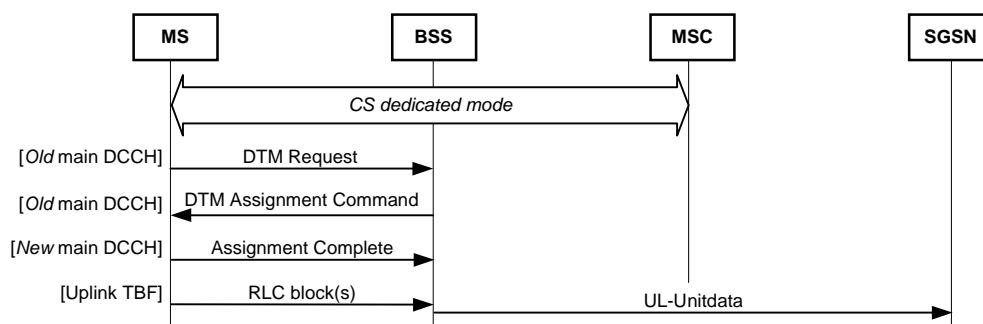 MS BSS MSC SGSN
CS dedicated mode
[Old main DCCH] DTM Request
[Old main DCCH] DTM Assignment Command
[New main DCCH] Assignment Complete
[Uplink TBF] RLC block(s)
UL-Unitdata